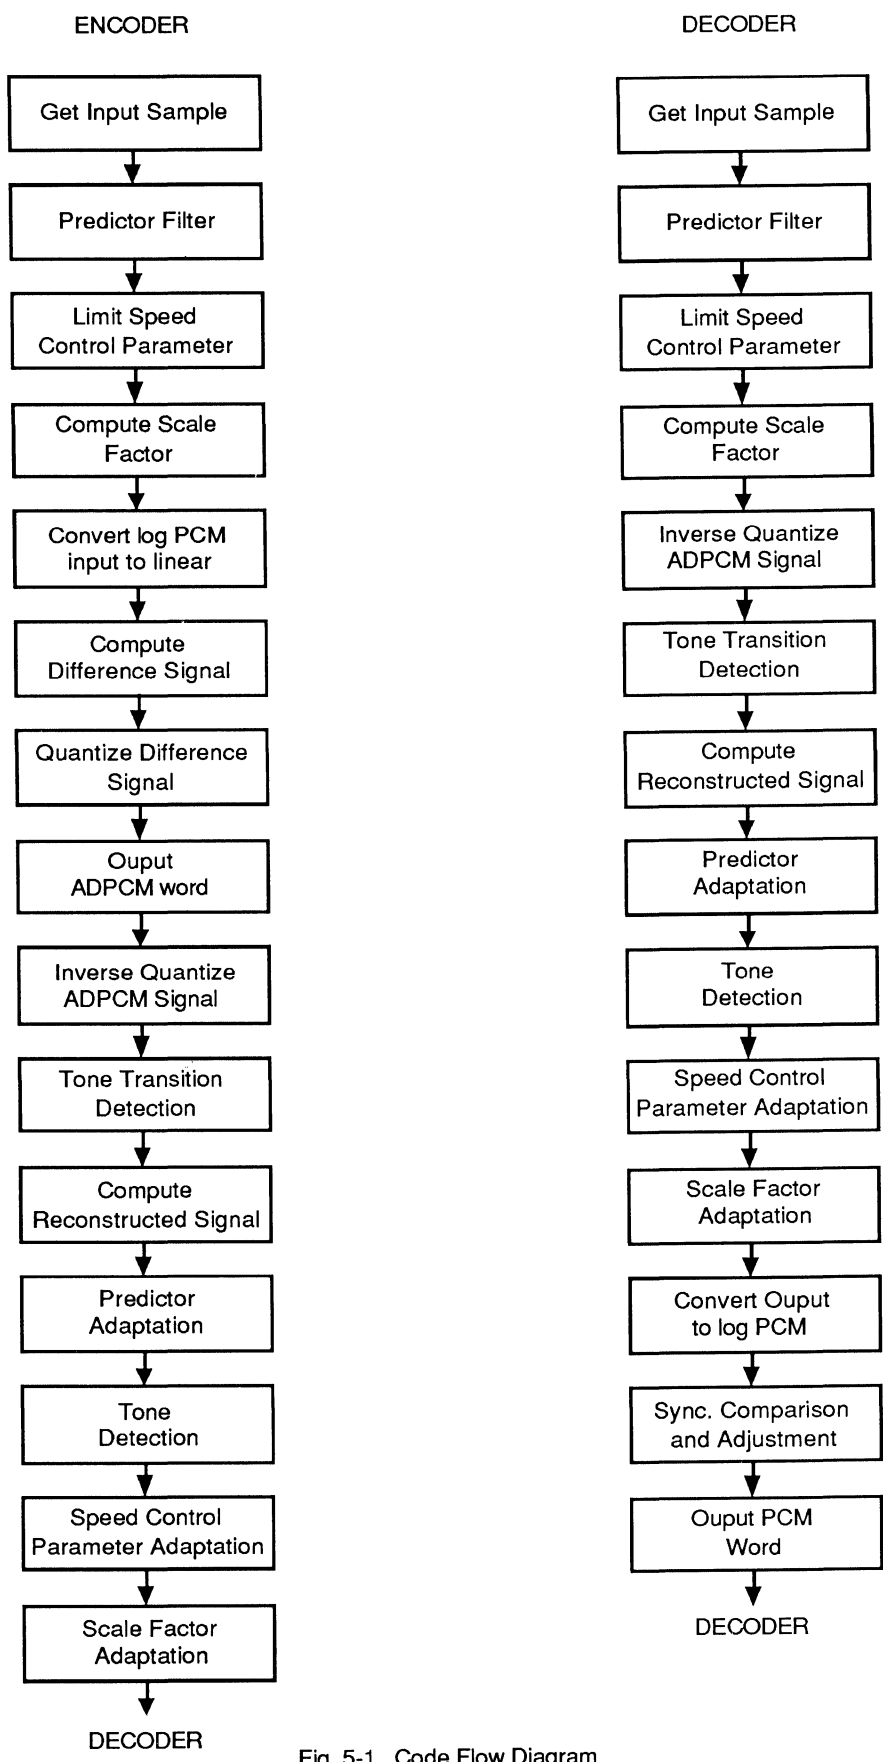 ENCODER
Get Input Sample
Predictor Filter
Limit Speed
Control Parameter
Compute Scale
Factor
Convert log PCM
input to linear
Compute
Difference Signal
Quantize Difference
Signal
Ouput
ADPCM word
Inverse Quantize
ADPCM Signal
Tone Transition
Detection
Compute
Reconstructed Signal
Predictor
Adaptation
Tone
Detection
Speed Control
Parameter Adaptation
Scale Factor
Adaptation
DECODER
DECODER
Get Input Sample
Predictor Filter
Limit Speed
Control Parameter
Compute Scale
Factor
Inverse Quantize
ADPCM Signal
Tone Transition
Detection
Compute
Reconstructed Signal
Predictor
Adaptation
Tone
Detection
Speed Control
Parameter Adaptation
Scale Factor
Adaptation
Convert Ouput
to log PCM
Sync. Comparison
and Adjustment
Ouput PCM
Word
DECODER
Fig. 5-1 Code Flow Diagram